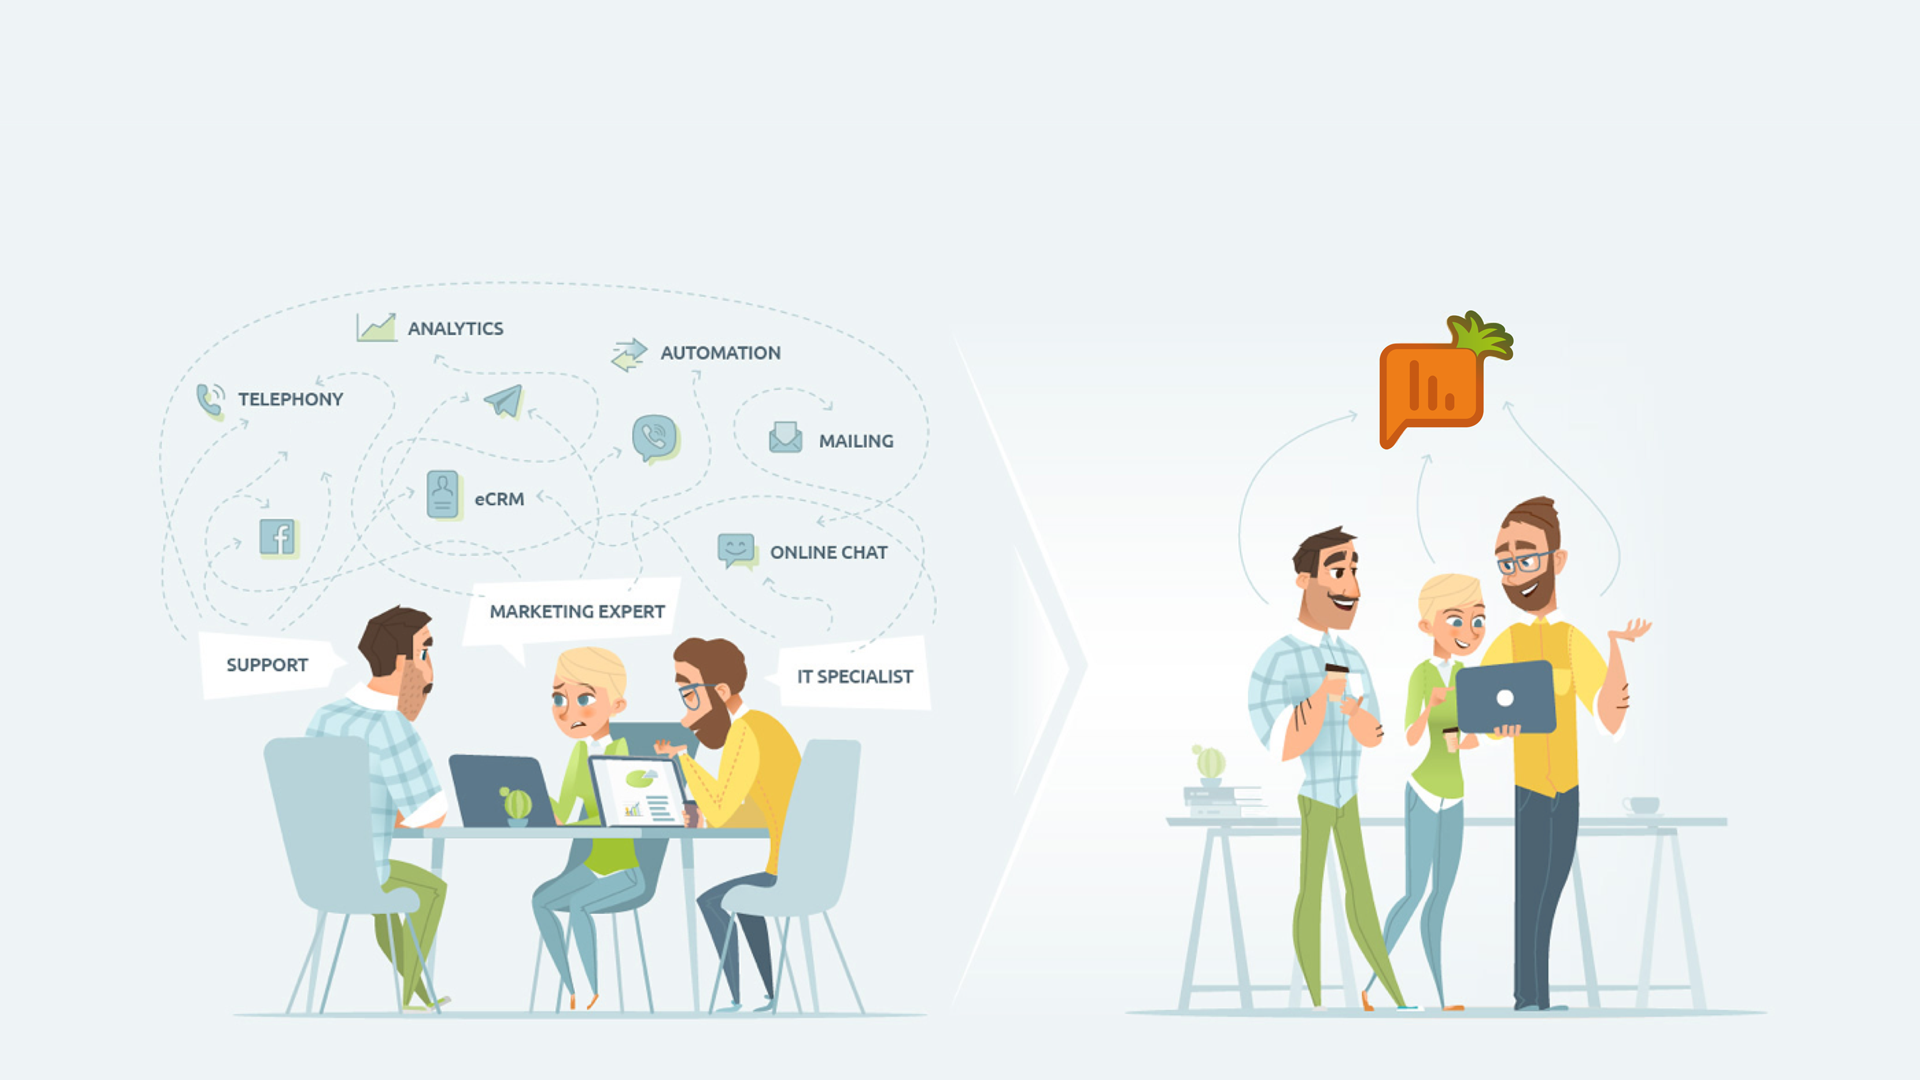 ANALYTICS
AUTOMATION
TELEPHONY
MAILING
eCRM
ONLINE CHAT
MARKETING EXPERT
SUPPORT
IT SPECIALIST